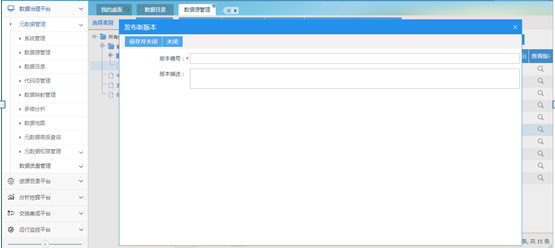 数据治理平台
我的桌面
数据目录
数据源管理
元数据管理
选择类别
发布新版本
系统管理
所有
保存并关闭
关闭
数据源管理
版本编号：*
查看版
数据目录
版本描述：
代码项管理
数据映射管理
多维分析
数据地图
元数据高级查询
元数据权限管理
数据质量管理
资源目录平台
分析挖掘平台
交换集成平台
运行监控平台
条, 共 15 条